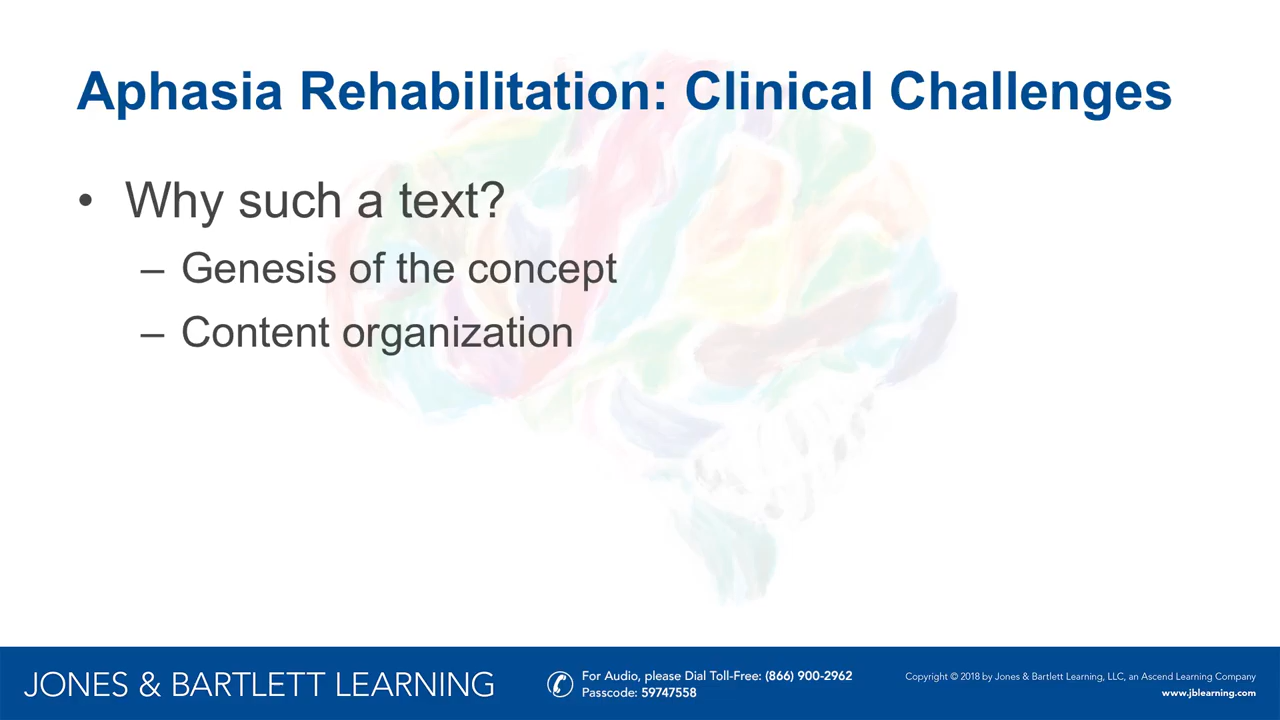 Aphasia Rehabilitation: Clinical Challenges
• Why such a text?
– Genesis of the concept
– Content organization
JONES & BARTLETT LEARNING
For Audio, please Dial Toll-Free: (866) 900-2962
Passcode: 59747558
Copyright © 2018 by Jones & Bartlett Learning, LLC, an Ascend Learning Company
www.jblearning.com